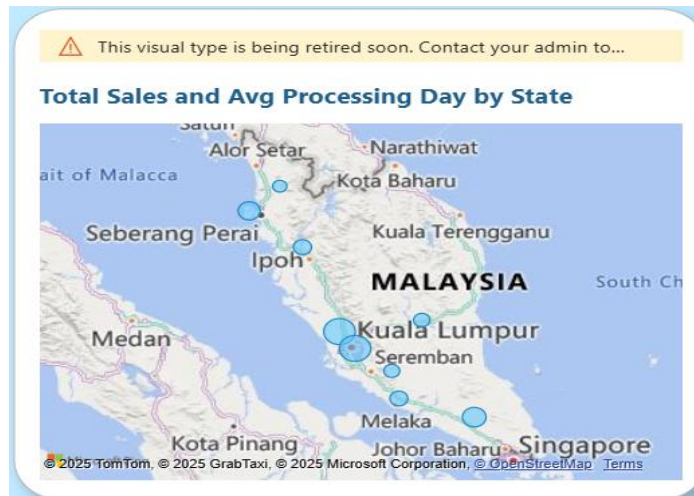 This visual type is being retired soon. Contact your admin to...
Total Sales and Avg Processing Day by State
Satun
Alor Setar
Narathiwat
ait of Malacca
Kota Baharu
Seberang Perai
Kuala Terengganu
Ipoh
MALAYSIA
South Ch
Kuala Lumpur
Medan
Seremban
Melaka
Kota Pinang
Johor Baharu
Singapore
© 2025 TomTom, © 2025 GrabTaxi, © 2025 Microsoft Corporation, © OpenStreetMap Terms